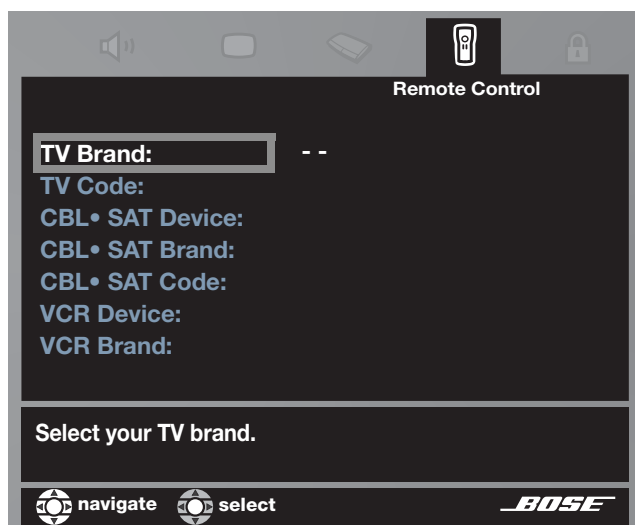 Remote Control
TV Brand: - -
TV Code:
CBL• SAT Device:
CBL• SAT Brand:
CBL• SAT Code:
VCR Device:
VCR Brand:
Select your TV brand.
navigate select BOSE